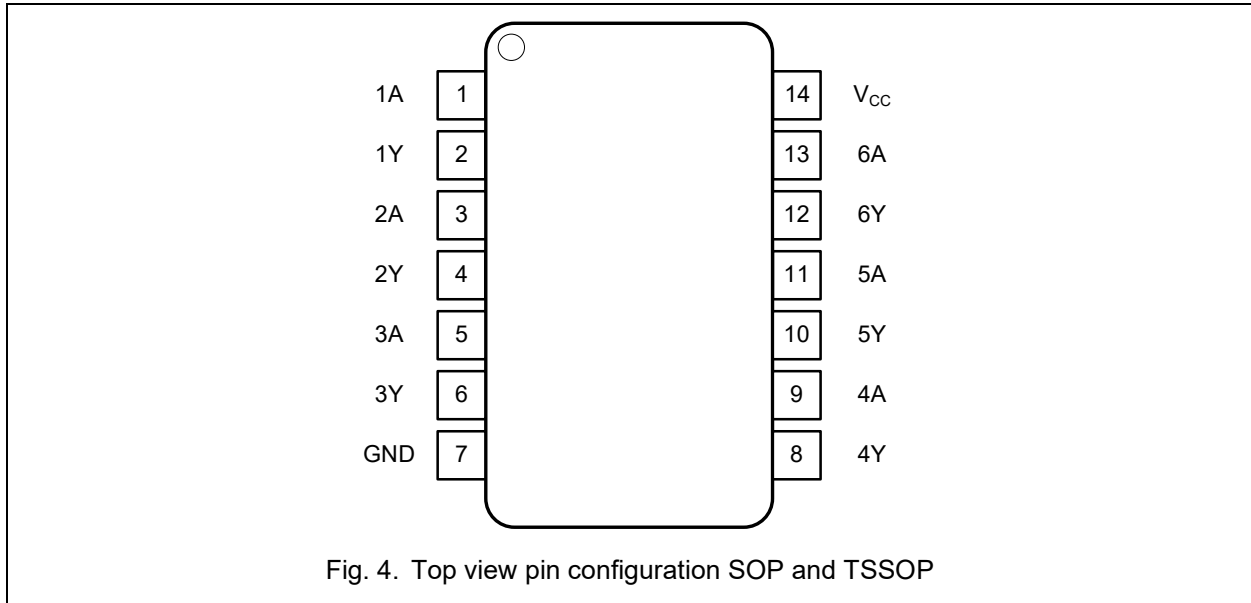 1A 1 14 VCC
1Y 2 13 6A
2A 3 12 6Y
2Y 4 11 5A
3A 5 10 5Y
3Y 6 9 4A
GND 7 8 4Y
Fig. 4. Top view pin configuration SOP and TSSOP